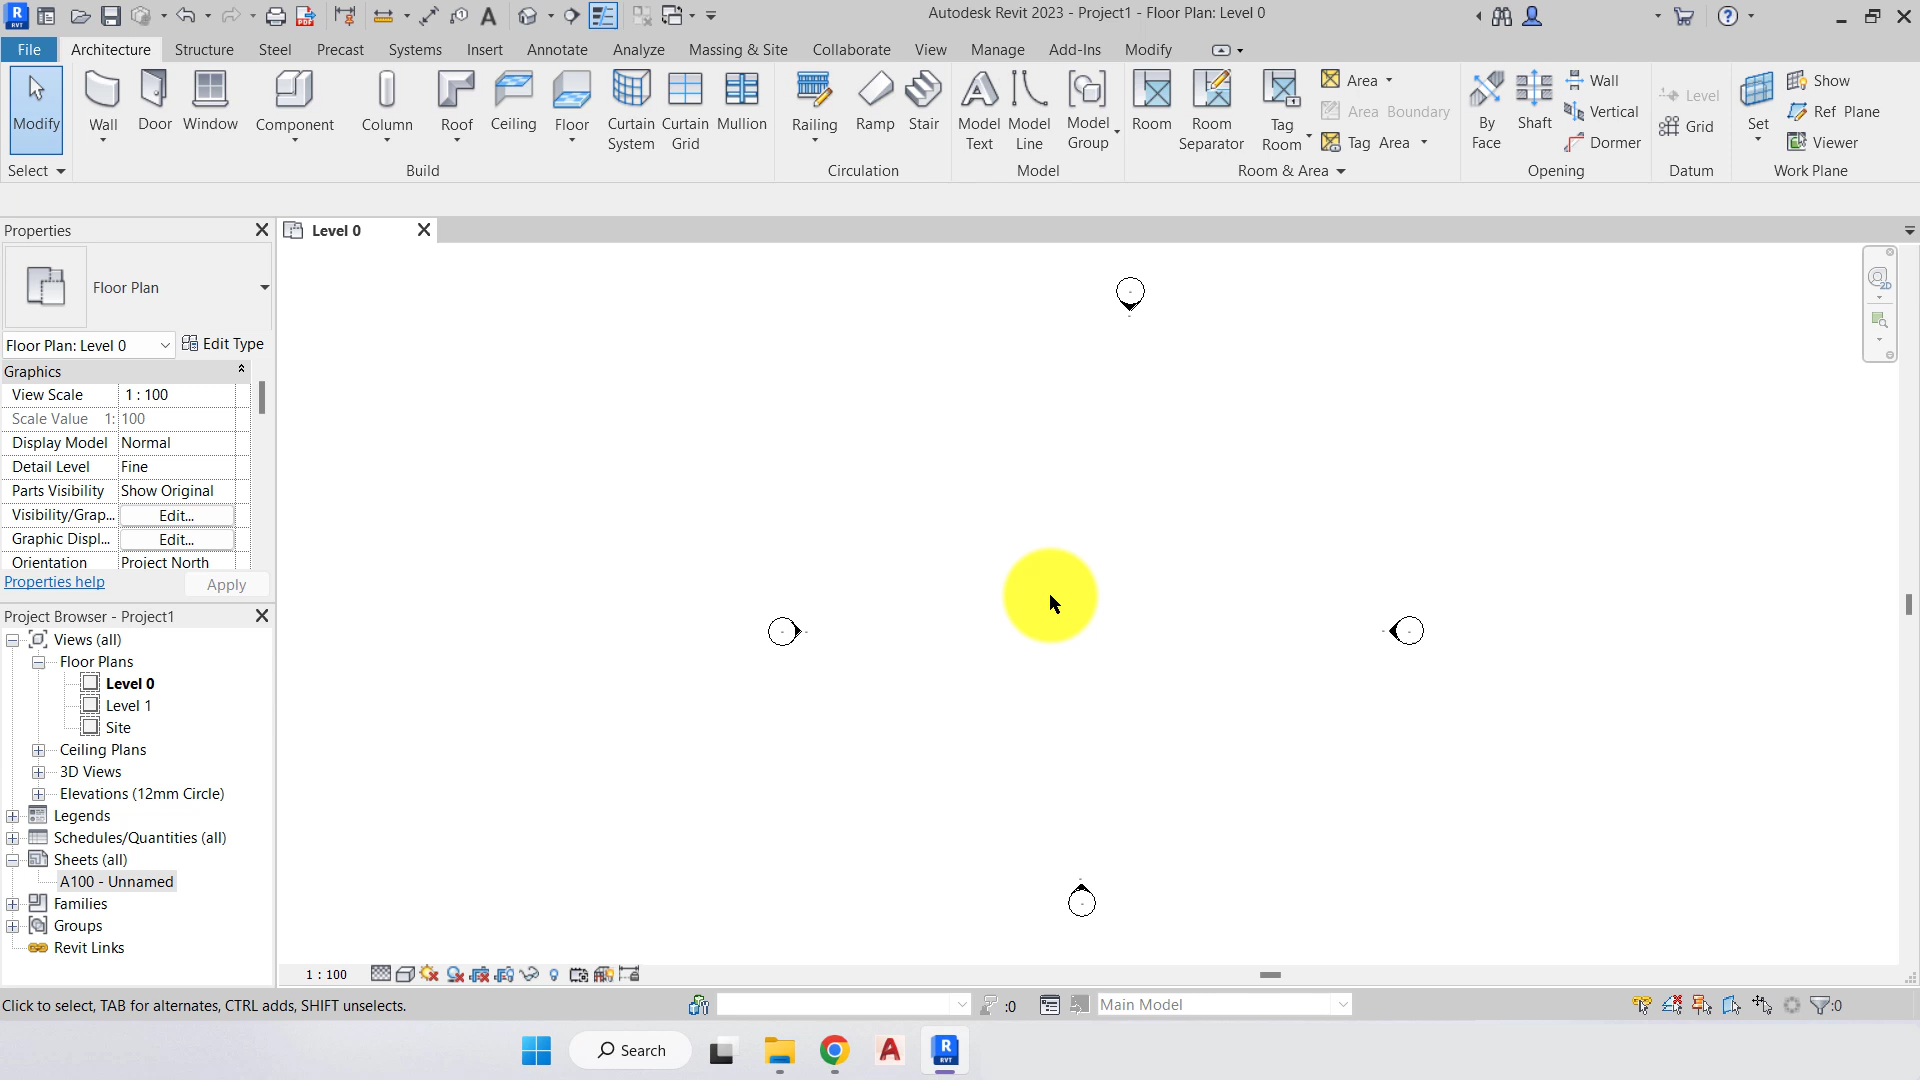 Autodesk Revit 2023 - Project1 - Floor Plan: Level 0
File Architecture Structure Steel Precast Systems Insert Annotate Analyze Massing & Site Collaborate View Manage Add-Ins Modify
Modify
Wall
Door
Window
Component
Column
Roof
Ceiling
Floor
Curtain
System
Curtain
Grid
Mullion
Railing
Ramp
Stair
Model
Text
Model
Line
Model
Group
Room
Room
Separator
Tag
Room
Area
Area Boundary
Tag Area
By
Face
Shaft
Wall
Vertical
Dormer
Level
Grid
Set
Show
Ref Plane
Viewer
Select Build Circulation Model Room & Area Opening Datum Work Plane
Properties
Level 0
Floor Plan
Floor Plan: Level 0 Edit Type
Graphics
View Scale 1 : 100
Scale Value 1: 100
Display Model Normal
Detail Level Fine
Parts Visibility Show Original
Visibility/Grap... Edit...
Graphic Displ... Edit...
Orientation Project North
Properties help Apply
Project Browser - Project1
Views (all)
Floor Plans
Level 0
Level 1
Site
Ceiling Plans
3D Views
Elevations (12mm Circle)
Legends
Schedules/Quantities (all)
Sheets (all)
A100 - Unnamed
Families
Groups
Revit Links
2D
1 : 100
Click to select, TAB for alternates, CTRL adds, SHIFT unselects.
:0
Main Model
:0
Search
R
RVT